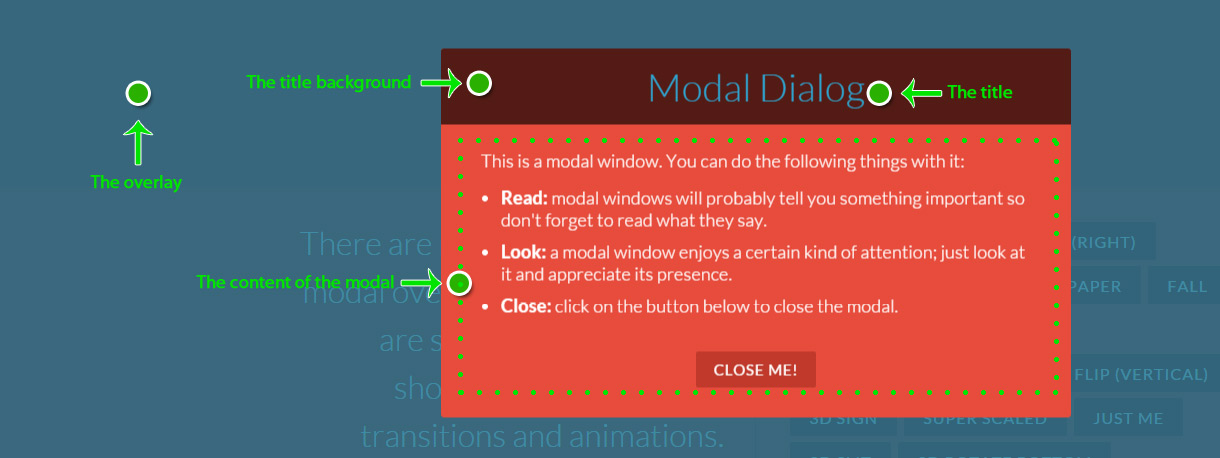 The title background
Modal Dialog
The title
The overlay
This is a modal window. You can do the following things with it:
• Read: modal windows will probably tell you something important so
don't forget to read what they say.
• Look: a modal window enjoys a certain kind of attention; just look at
it and appreciate its presence.
• Close: click on the button below to close the modal.
CLOSE ME!
The content of the modal
There are
modal ove
are s
sho
transitions and animations.
(RIGHT)
PAPER
FALL
FLIP (VERTICAL)
3D SIGN
SUPER SCALED
JUST ME